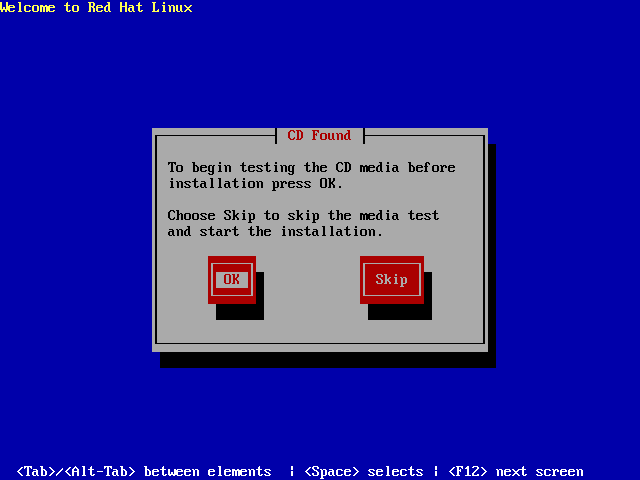 Welcome to Red Hat Linux
CD Found
To begin testing the CD media before
installation press OK.
Choose Skip to skip the media test
and start the installation.
OK Skip
<Tab>/<Alt-Tab> between elements | <Space> selects | <F12> next screen